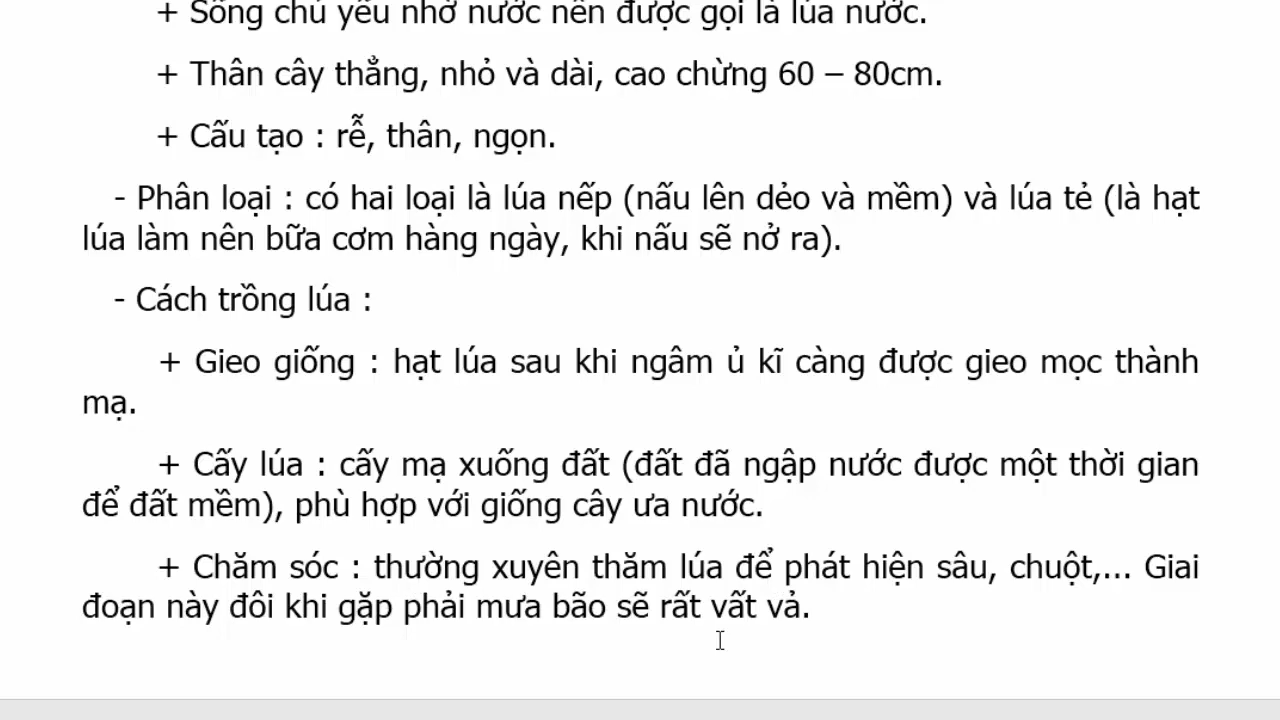 + Sống chủ yếu nhờ nước nên được gọi là lúa nước.
+ Thân cây thẳng, nhỏ và dài, cao chừng 60 – 80cm.
+ Cấu tạo : rễ, thân, ngọn.
- Phân loại : có hai loại là lúa nếp (nấu lên dẻo và mềm) và lúa tẻ (là hạt
lúa làm nên bữa cơm hàng ngày, khi nấu sẽ nở ra).
- Cách trồng lúa :
+ Gieo giống : hạt lúa sau khi ngâm ủ kĩ càng được gieo mọc thành
mạ.
+ Cấy lúa : cấy mạ xuống đất (đất đã ngập nước được một thời gian
để đất mềm), phù hợp với giống cây ưa nước.
+ Chăm sóc : thường xuyên thăm lúa để phát hiện sâu, chuột,... Giai
đoạn này đôi khi gặp phải mưa bão sẽ rất vất vả.